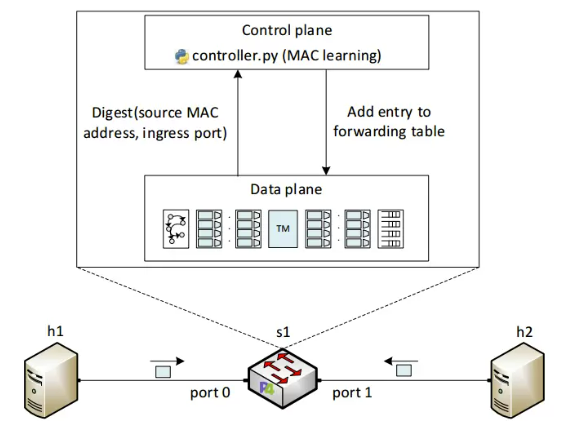 Control plane
controller.py (MAC learning)
Digest(source MAC
address, ingress port)
Add entry to
forwarding table
Data plane
TM
h1
s1
h2
port 0
P4
port 1